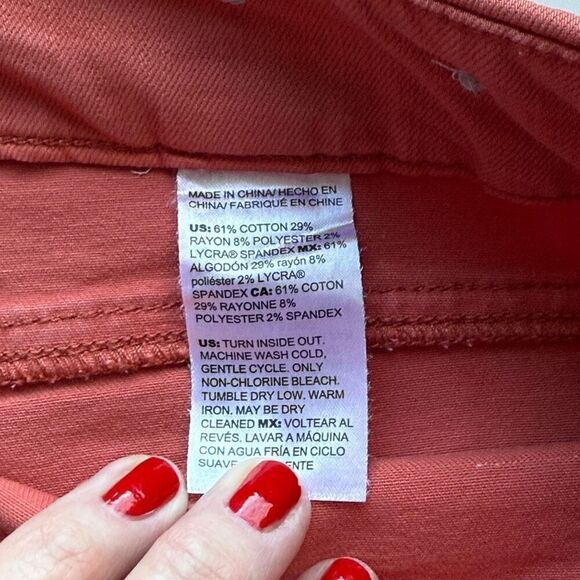 MADE IN CHINA/ HECHO EN
CHINA/ FABRIQUÉ EN CHINE
US: 61% COTTON 29%
RAYON 8% POLYESTER 2%
LYCRA® SPANDEX MX: 61%
ALGODÓN 29% rayón 8%
poliéster 2% LYCRA®
SPANDEX CA: 61% COTON
29% RAYONNE 8%
POLYESTER 2% SPANDEX
US: TURN INSIDE OUT.
MACHINE WASH COLD,
GENTLE CYCLE. ONLY
NON-CHLORINE BLEACH.
TUMBLE DRY LOW. WARM
IRON. MAY BE DRY
CLEANED MX: VOLTEAR AL
REVÉS. LAVAR A MÁQUINA
CON AGUA FRÍA EN CICLO
SUAVE